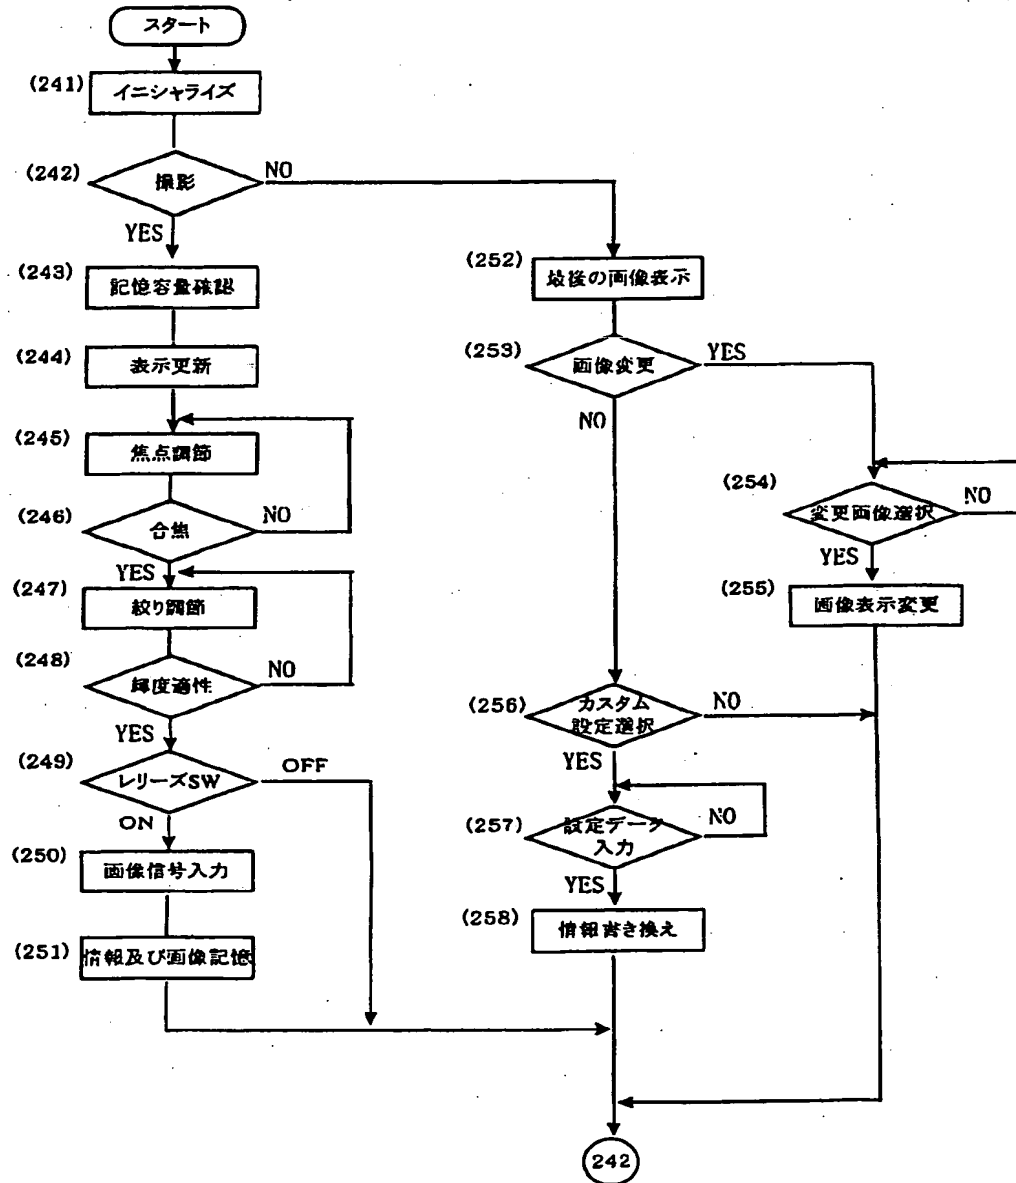 スタート
(241)
イニシャライズ
(242)
撮影
NO
YES
(243)
記憶容量確認
(244)
表示更新
(245)
焦点調節
(246)
合焦
NO
YES
(247)
絞り調節
(248)
輝度適性
NO
YES
(249)
レリーズSW
OFF
ON
(250)
画像信号入力
(251)
情報及び画像記憶
(252)
最後の画像表示
(253)
画像変更
YES
NO
(254)
変更画像選択
NO
YES
(255)
画像表示変更
(256)
カスタム
設定選択
NO
YES
(257)
設定データ
入力
NO
YES
(258)
情報書き換え
242